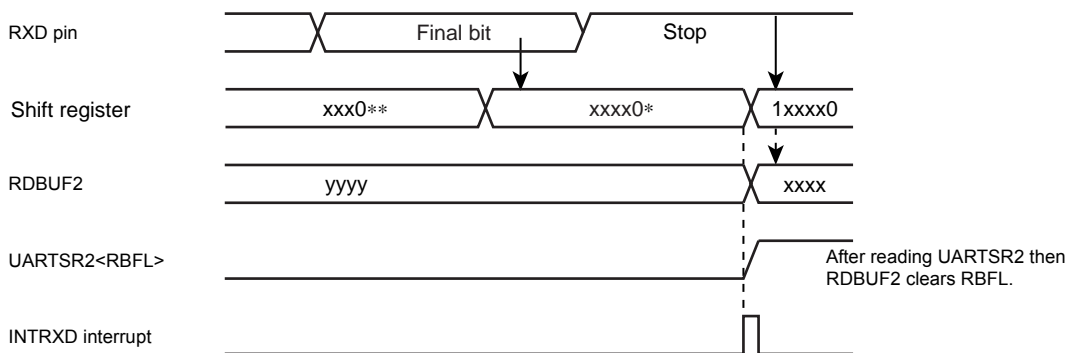 RXD pin
Final bit
Stop
Shift register
xxx0**
xxxx0*
1xxxx0
RDBUF2
yyyy
xxxx
UARTSR2<RBFL>
After reading UARTSR2 then
RDBUF2 clears RBFL.
INTRXD interrupt